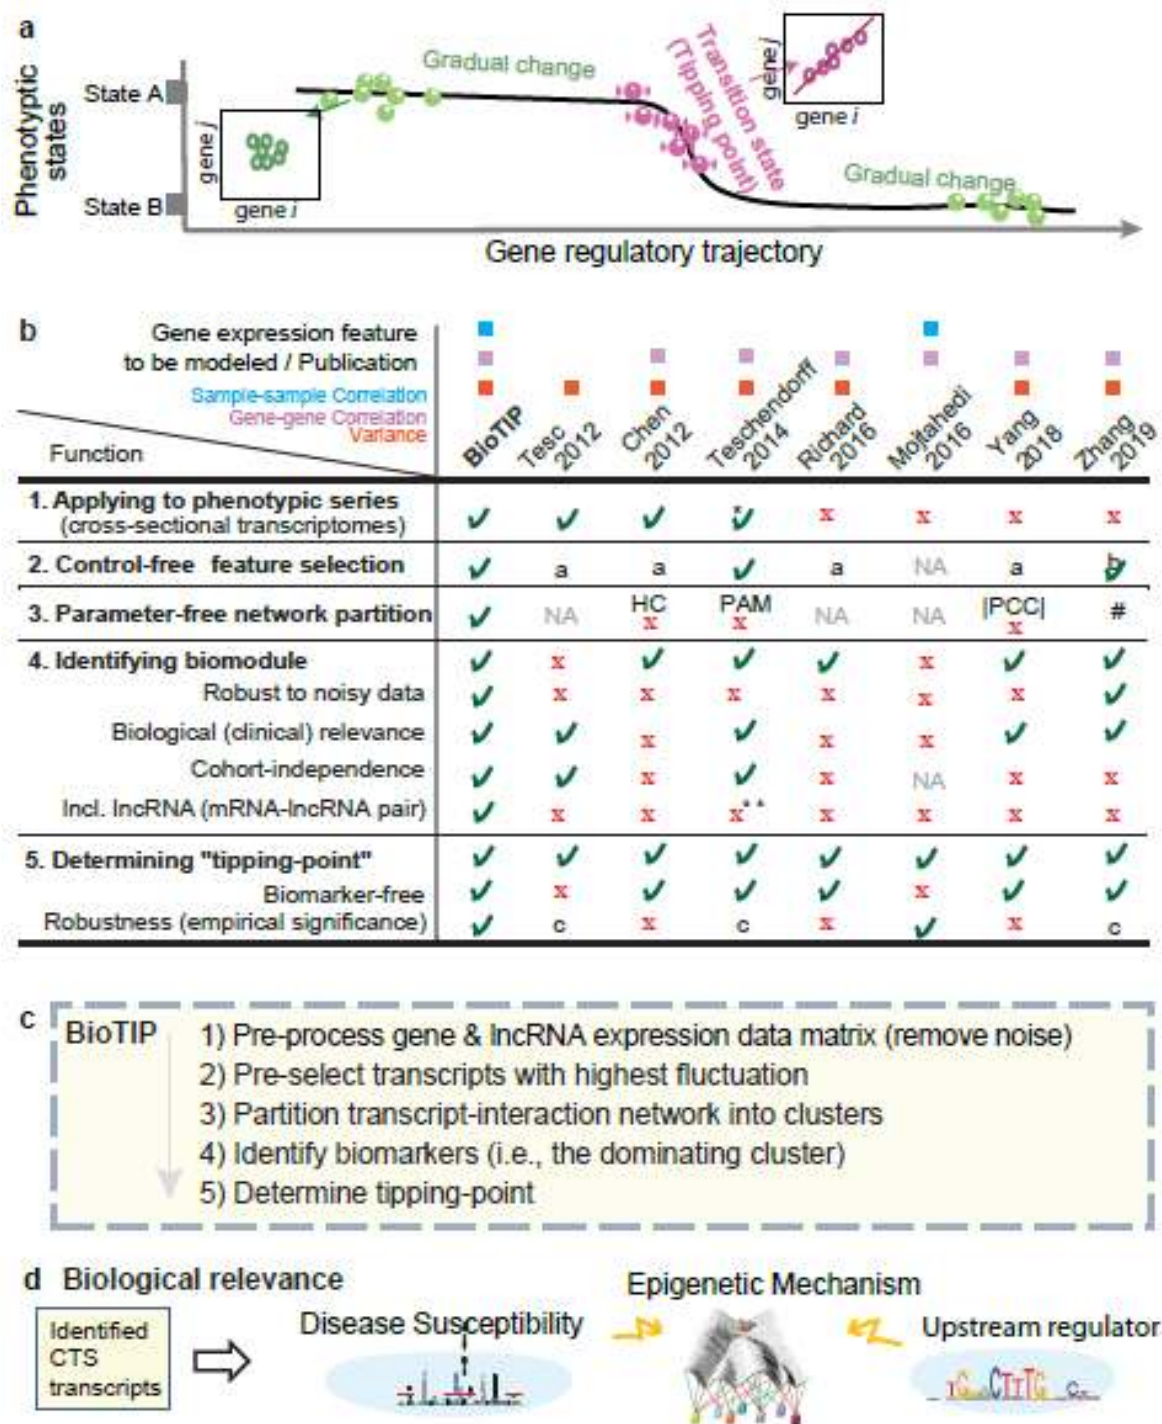 a
Phenotyptic
states
State A
State B
gene j
gene i
Gradual change
Transition state
(Tipping point)
gene j
gene i
Gradual change
Gene regulatory trajectory
b
Gene expression feature
to be modeled / Publication
Sample-sample Correlation
Gene-gene Correlation
Variance
Function
BioTIP
Tesc 2012
Chen 2012
Teschendorff 2014
Richard 2016
Mojtahedi 2016
Yang 2018
Zhang 2019
1. Applying to phenotypic series ✓ ✓ ✓ *✓ x x x x
(cross-sectional transcriptomes)
2. Control-free feature selection ✓ a a ✓ a NA a b✓
3. Parameter-free network partition ✓ NA HC x PAM x NA NA |PCC| x #
4. Identifying biomodule ✓ x ✓ ✓ ✓ x ✓ ✓
Robust to noisy data ✓ x x x x x x ✓
Biological (clinical) relevance ✓ ✓ x ✓ x x ✓ ✓
Cohort-independence ✓ ✓ x ✓ x NA x x
Incl. lncRNA (mRNA-lncRNA pair) ✓ x x x** x x x x
5. Determining "tipping-point" ✓ ✓ ✓ ✓ ✓ ✓ ✓ ✓
Biomarker-free ✓ x ✓ ✓ ✓ x ✓ ✓
Robustness (empirical significance) ✓ c x c x ✓ x c
c
BioTIP
1) Pre-process gene & lncRNA expression data matrix (remove noise)
2) Pre-select transcripts with highest fluctuation
3) Partition transcript-interaction network into clusters
4) Identify biomarkers (i.e., the dominating cluster)
5) Determine tipping-point
d Biological relevance
Identified
CTS
transcripts
Disease Susceptibility
Epigenetic Mechanism
Upstream regulator